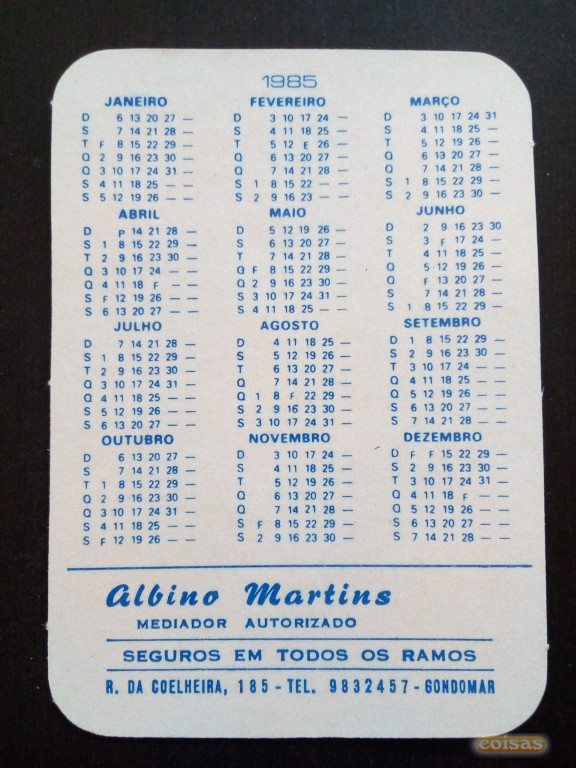 1985
JANEIRO
D 6 13 20 27 —
S 7 14 21 28 —
T F 8 15 22 29 —
Q 2 9 16 23 30 —
Q 3 10 17 24 31 —
S 4 11 18 25 — —
S 5 12 19 26 — —
FEVEREIRO
D 3 10 17 24 —
S 4 11 18 25 —
T 5 12 E 26 —
Q 6 13 20 27 —
Q 7 14 21 28 —
S 1 8 15 22 — —
S 2 9 16 23 — —
MARÇO
D 3 10 17 24 31
S 4 11 18 25 —
T 5 12 19 26 —
Q 6 13 20 27 —
Q 7 14 21 28 —
S 1 8 15 22 29 —
S 2 9 16 23 30 —
ABRIL
D P 14 21 28 —
S 1 8 15 22 29 —
T 2 9 16 23 30 —
Q 3 10 17 24 — —
Q 4 11 18 F — —
S F 12 19 26 — —
S 6 13 20 27 — —
MAIO
D 5 12 19 26 —
S 6 13 20 27 —
T 7 14 21 28 —
Q F 8 15 22 29 —
Q 2 9 16 23 30 —
S 3 10 17 24 31 —
S 4 11 18 25 — —
JUNHO
D 2 9 16 23 30
S 3 F 17 24 —
T 4 11 18 25 —
Q 5 12 19 26 —
Q F 13 20 27 —
S 7 14 21 28 —
S 1 8 15 22 29 —
JULHO
D 7 14 21 28 —
S 1 8 15 22 29 —
T 2 9 16 23 30 —
Q 3 10 17 24 31 —
Q 4 11 18 25 — —
S 5 12 19 26 — —
S 6 13 20 27 — —
AGOSTO
D 4 11 18 25 —
S 5 12 19 26 —
T 6 13 20 27 —
Q 7 14 21 28 —
Q 1 8 F 22 29 —
S 2 9 16 23 30 —
S 3 10 17 24 31 —
SETEMBRO
D 1 8 15 22 29 —
S 2 9 16 23 30 —
T 3 10 17 24 — —
Q 4 11 18 25 — —
Q 5 12 19 26 — —
S 6 13 20 27 — —
S 7 14 21 28 — —
OUTUBRO
D 6 13 20 27 —
S 7 14 21 28 —
T 1 8 15 22 29 —
Q 2 9 16 23 30 —
Q 3 10 17 24 31 —
S 4 11 18 25 — —
S F 12 19 26 — —
NOVEMBRO
D 3 10 17 24 —
S 4 11 18 25 —
T 5 12 19 26 —
Q 6 13 20 27 —
Q 7 14 21 28 —
S F 8 15 22 29 —
S 2 9 16 23 30 —
DEZEMBRO
D F F 15 22 29 —
S 2 9 16 23 30 —
T 3 10 17 24 31 —
Q 4 11 18 F — —
Q 5 12 19 26 — —
S 6 13 20 27 — —
S 7 14 21 28 — —
Albino Martins
MEDIADOR AUTORIZADO
SEGUROS EM TODOS OS RAMOS
R. DA COELHEIRA, 185 - TEL. 9832457 - GONDOMAR
coisas